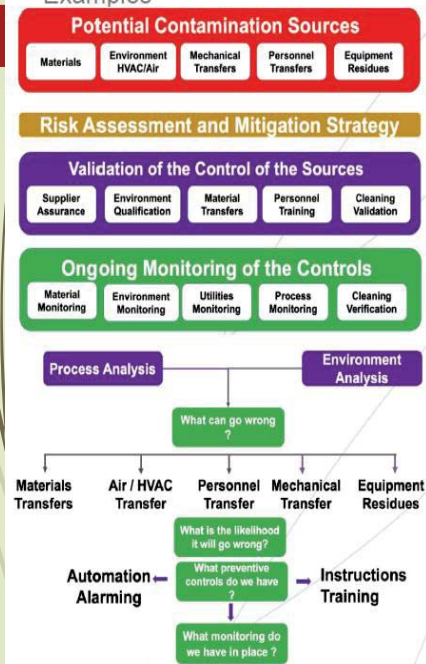 Examples
Potential Contamination Sources
Materials
Environment
HVAC/Air
Mechanical
Transfers
Personnel
Transfers
Equipment
Residues
Risk Assessment and Mitigation Strategy
Validation of the Control of the Sources
Supplier
Assurance
Environment
Qualification
Material
Transfers
Personnel
Training
Cleaning
Validation
Ongoing Monitoring of the Controls
Material
Monitoring
Environment
Monitoring
Utilities
Monitoring
Process
Monitoring
Cleaning
Verification
Process Analysis
Environment
Analysis
What can go wrong
?
Materials
Transfers
Air / HVAC
Transfer
Personnel
Transfer
Mechanical
Transfer
Equipment
Residues
What is the likelihood
it will go wrong?
Automation
Alarming
What preventive
controls do we have
?
Instructions
Training
What monitoring do
we have in place ?